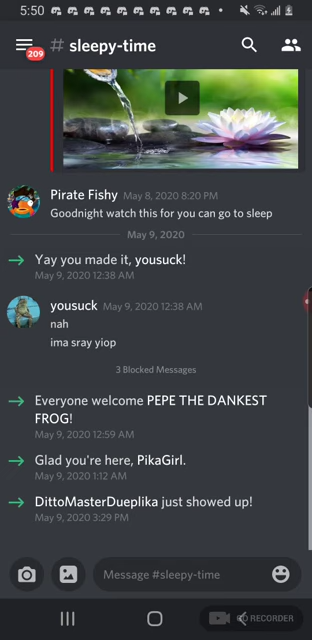 5:50
209
# sleepy-time
Pirate Fishy May 8, 2020 8:20 PM
Goodnight watch this for you can go to sleep
May 9, 2020
Yay you made it, yousuck!
May 9, 2020 12:38 AM
yousuck May 9, 2020 12:38 AM
nah
ima sray yiop
3 Blocked Messages
Everyone welcome PEPE THE DANKEST
FROG!
May 9, 2020 12:59 AM
Glad you're here, PikaGirl.
May 9, 2020 1:12 AM
DittoMasterDueplika just showed up!
May 9, 2020 3:29 PM
Message #sleepy-time
RECORDER